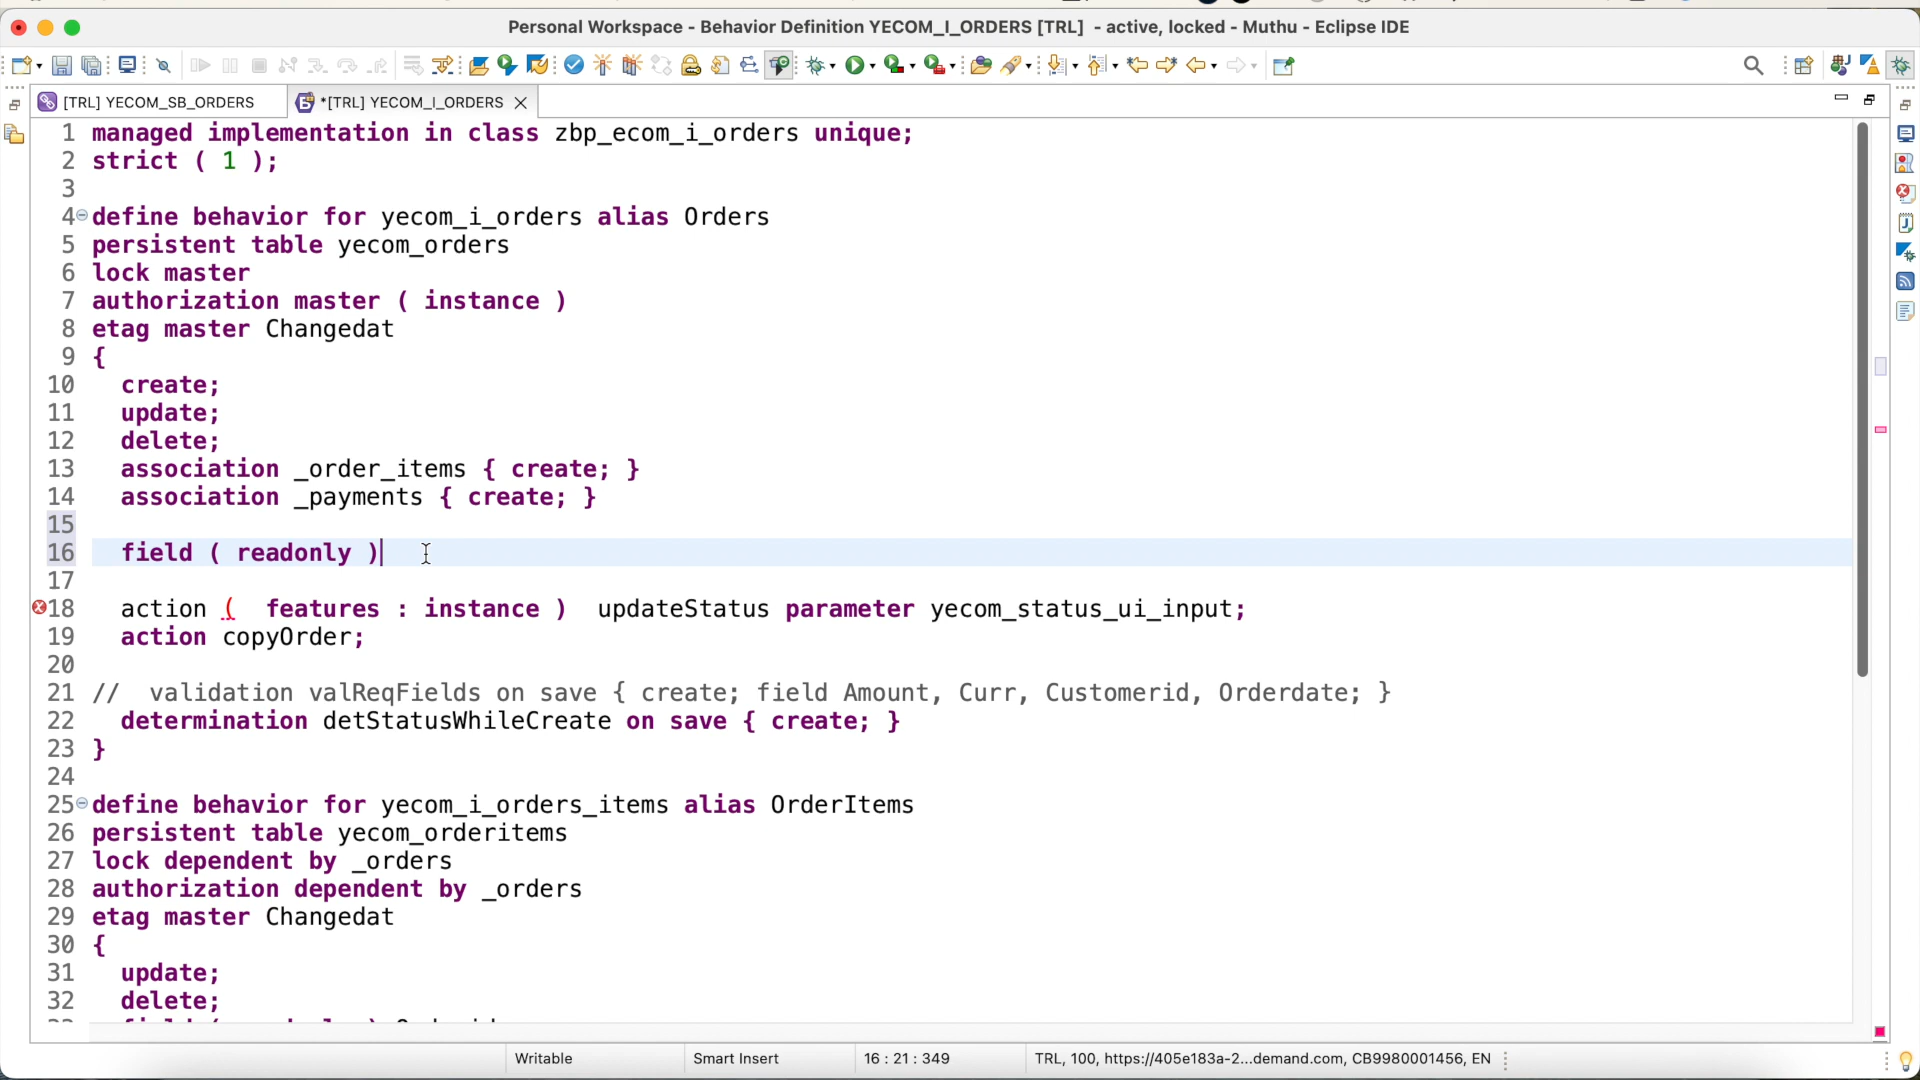 Personal Workspace - Behavior Definition YECOM_I_ORDERS [TRL] - active, locked - Muthu - Eclipse IDE
[TRL] YECOM_SB_ORDERS
*[TRL] YECOM_I_ORDERS
1 managed implementation in class zbp_ecom_i_orders unique;
2 strict ( 1 );
3
4 define behavior for yecom_i_orders alias Orders
5 persistent table yecom_orders
6 lock master
7 authorization master ( instance )
8 etag master Changedat
9 {
10 create;
11 update;
12 delete;
13 association _order_items { create; }
14 association _payments { create; }
15
16 field ( readonly )
17
18 action ( features : instance ) updateStatus parameter yecom_status_ui_input;
19 action copyOrder;
20
21 // validation valReqFields on save { create; field Amount, Curr, Customerid, Orderdate; }
22 determination detStatusWhileCreate on save { create; }
23 }
24
25 define behavior for yecom_i_orders_items alias OrderItems
26 persistent table yecom_orderitems
27 lock dependent by _orders
28 authorization dependent by _orders
29 etag master Changedat
30 {
31 update;
32 delete;
Writable
Smart Insert
16 : 21 : 349
TRL, 100, https://405e183a-2...demand.com, CB9980001456, EN